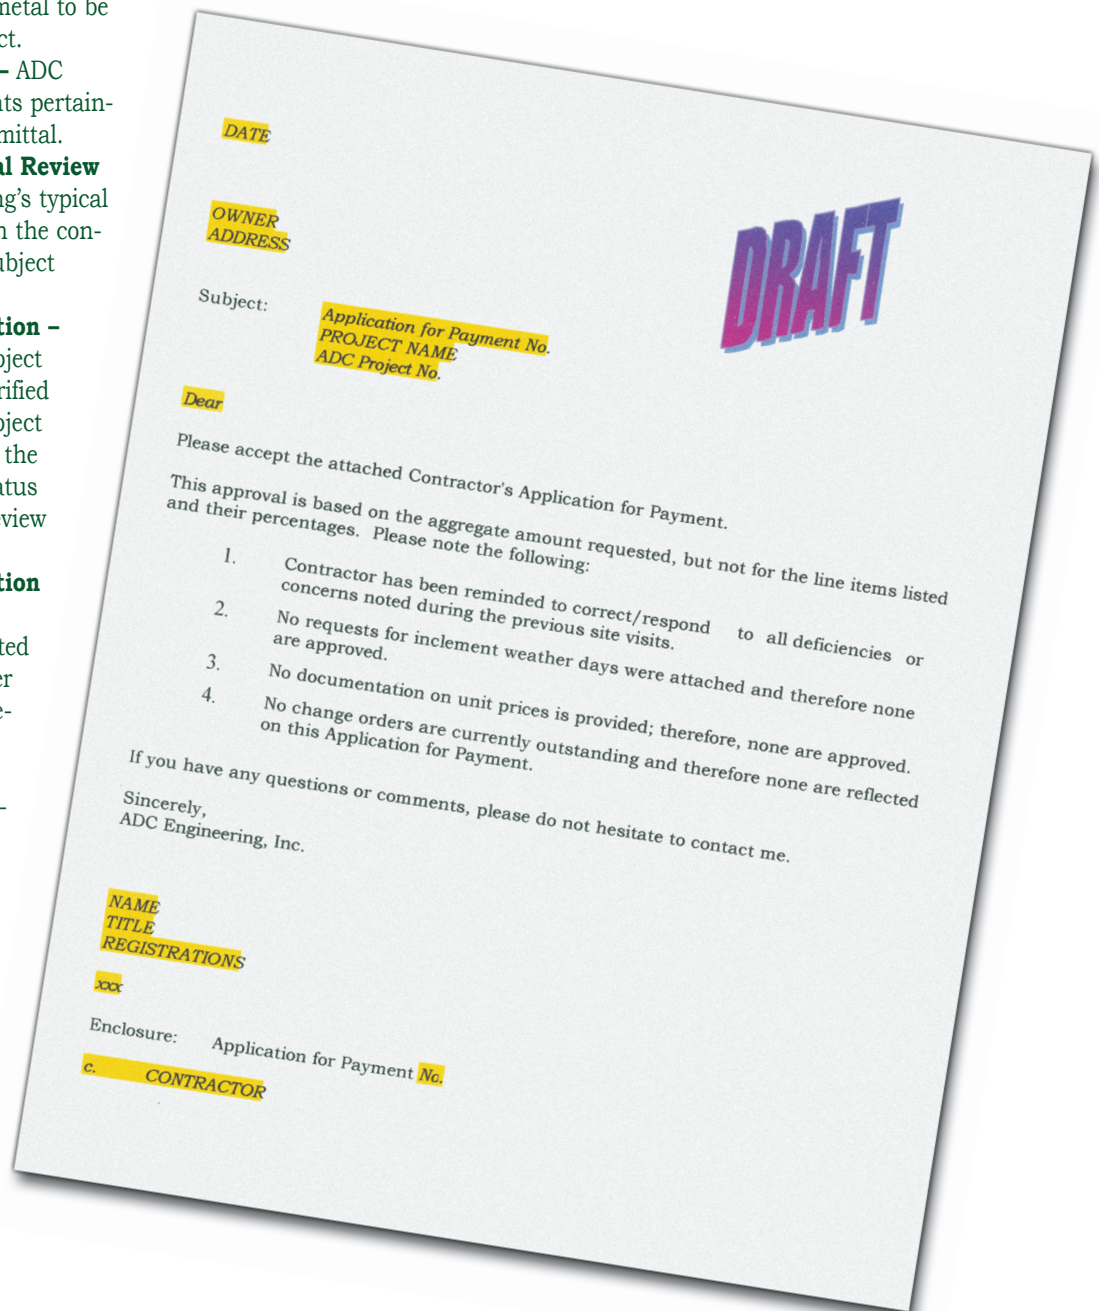 metal to be
ct.
– ADC
nts pertain-
mittal.
al Review
ng's typical
n the con-
ubject
tion –
bject
rified
oject
the
atus
view
tion
ted
er
e-
–
DATE
OWNER
ADDRESS
DRAFT
Subject: Application for Payment No.
PROJECT NAME
ADC Project No.
Dear
Please accept the attached Contractor's Application for Payment.
This approval is based on the aggregate amount requested, but not for the line items listed
and their percentages. Please note the following:
1. Contractor has been reminded to correct/respond to all deficiencies or
concerns noted during the previous site visits.
2. No requests for inclement weather days were attached and therefore none
are approved.
3. No documentation on unit prices is provided; therefore, none are approved.
4. No change orders are currently outstanding and therefore none are reflected
on this Application for Payment.
If you have any questions or comments, please do not hesitate to contact me.
Sincerely,
ADC Engineering, Inc.
NAME
TITLE
REGISTRATIONS
xxx
Enclosure: Application for Payment No.
c. CONTRACTOR